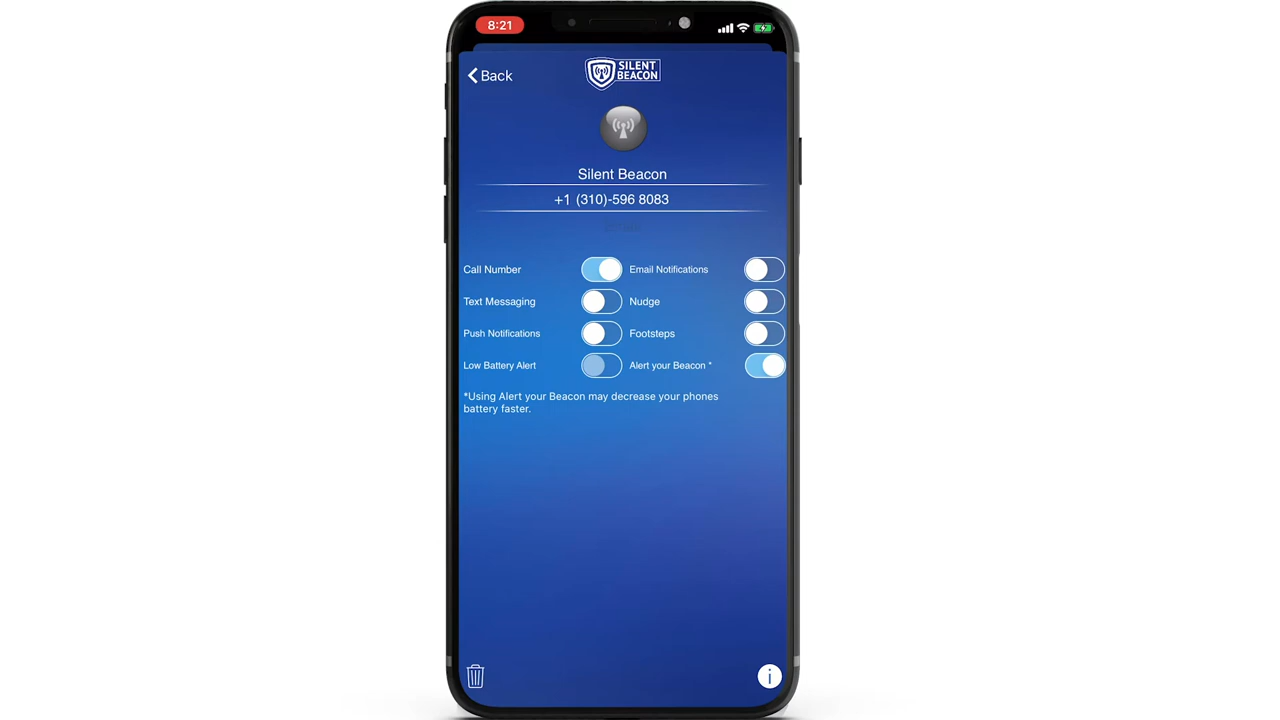 8:21
Back
SILENT
BEACON
Silent Beacon
+1 (310)-596 8083
Call Number
Email Notifications
Text Messaging
Nudge
Push Notifications
Footsteps
Low Battery Alert
Alert your Beacon *
*Using Alert your Beacon may decrease your phones
battery faster.
i